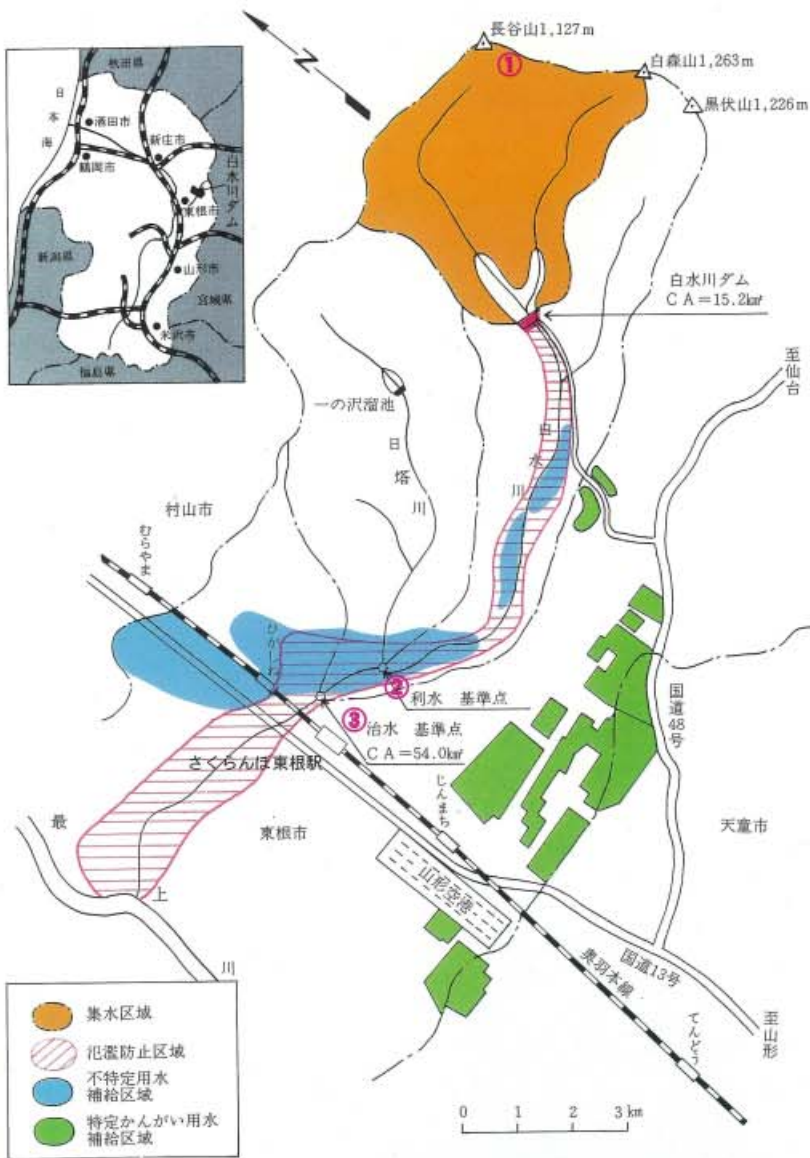 秋田県
日本海
酒田市
新庄市
鶴岡市
東根市
白水川ダム
新潟県
山形市
宮城県
米沢市
福島県
N
長谷山1,127m
①
白森山1,263m
黒伏山1,226m
白水川ダム
CA=15.2km²
至仙台
一の沢溜池
日塔川
白水川
村山市
むらやま
ひがしね
②
利水 基準点
③
治水 基準点
CA=54.0km²
さくらんぼ東根駅
国道48号
じんまち
天童市
東根市
最上川
山形空港
国道13号
奥羽本線
てんどう
至山形
集水区域
氾濫防止区域
不特定用水
補給区域
特定かんがい用水
補給区域
0 1 2 3km